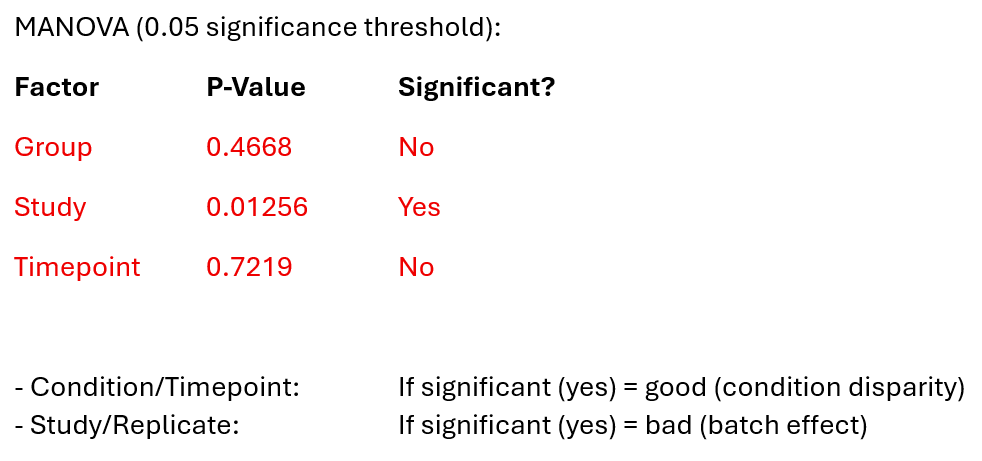 MANOVA (0.05 significance threshold):
Factor P-Value Significant?
Group 0.4668 No
Study 0.01256 Yes
Timepoint 0.7219 No
- Condition/Timepoint: If significant (yes) = good (condition disparity)
- Study/Replicate: If significant (yes) = bad (batch effect)